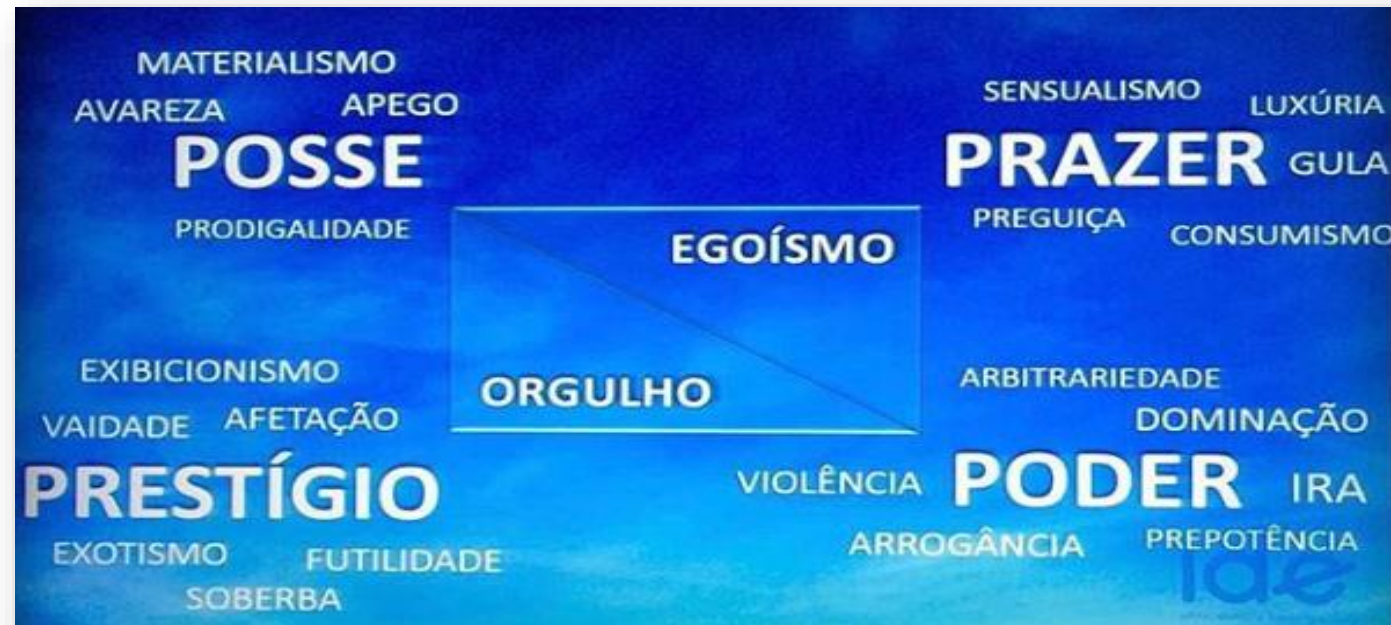 MATERIALISMO
AVAREZA APEGO
POSSE
PRODIGALIDADE
SENSUALISMO LUXÚRIA
PRAZER GULA
PREGUIÇA CONSUMISMO
EGOÍSMO
ORGULHO
EXIBICIONISMO
VAIDADE AFETAÇÃO
PRESTÍGIO
EXOTISMO FUTILIDADE
SOBERBA
ARBITRARIEDADE
DOMINAÇÃO
VIOLÊNCIA PODER IRA
ARROGÂNCIA PREPOTÊNCIA
ide